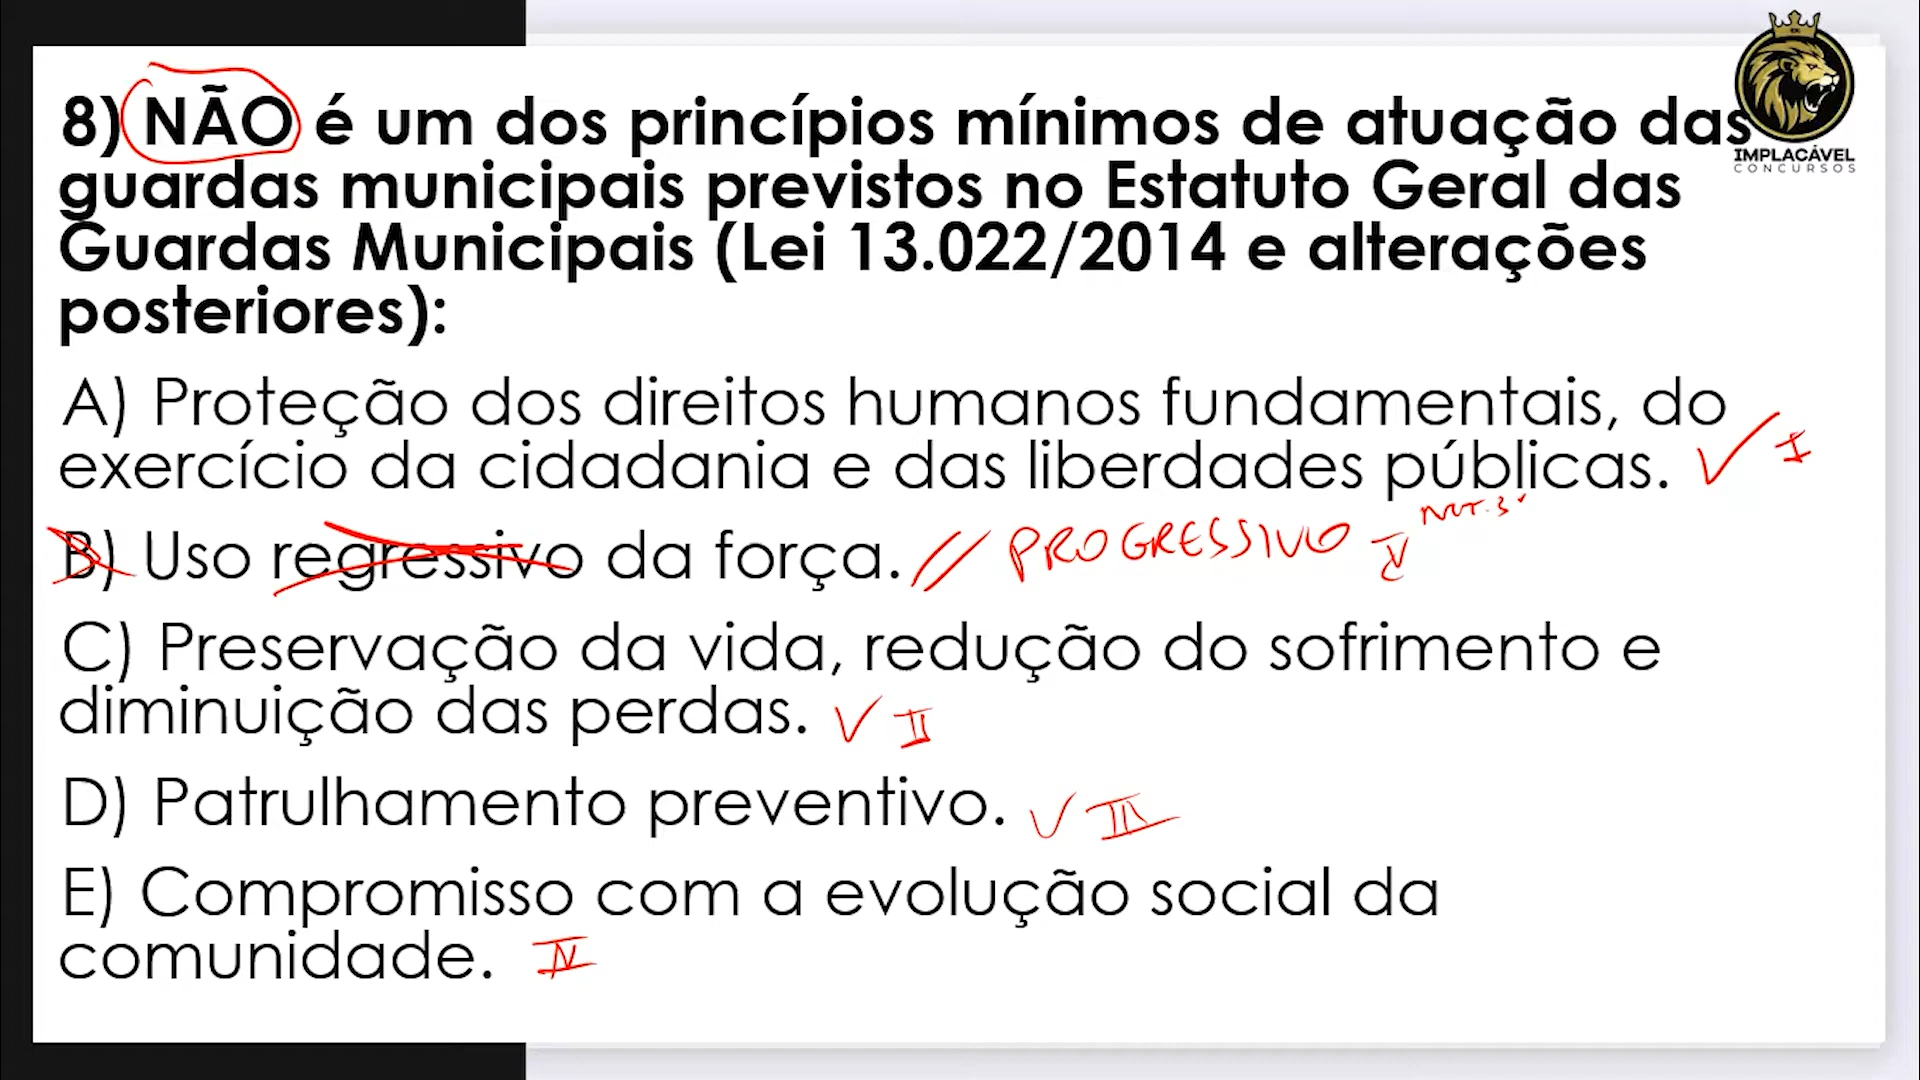 IMPLACÁVEL
CONCURSOS
8) NÃO é um dos princípios mínimos de atuação das
guardas municipais previstos no Estatuto Geral das
Guardas Municipais (Lei 13.022/2014 e alterações
posteriores):
A) Proteção dos direitos humanos fundamentais, do
exercício da cidadania e das liberdades públicas. ✓ I
B) Uso regressivo da força. // PROGRESSIVO V ART. 3º
C) Preservação da vida, redução do sofrimento e
diminuição das perdas. ✓ II
D) Patrulhamento preventivo. ✓ III
E) Compromisso com a evolução social da
comunidade. IV